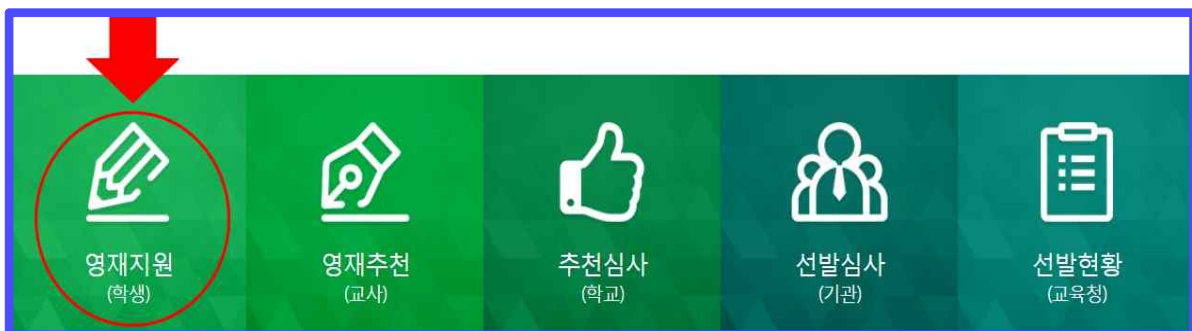 영재지원
(학생)
영재추천
(교사)
추천심사
(학교)
선발심사
(기관)
선발현황
(교육청)